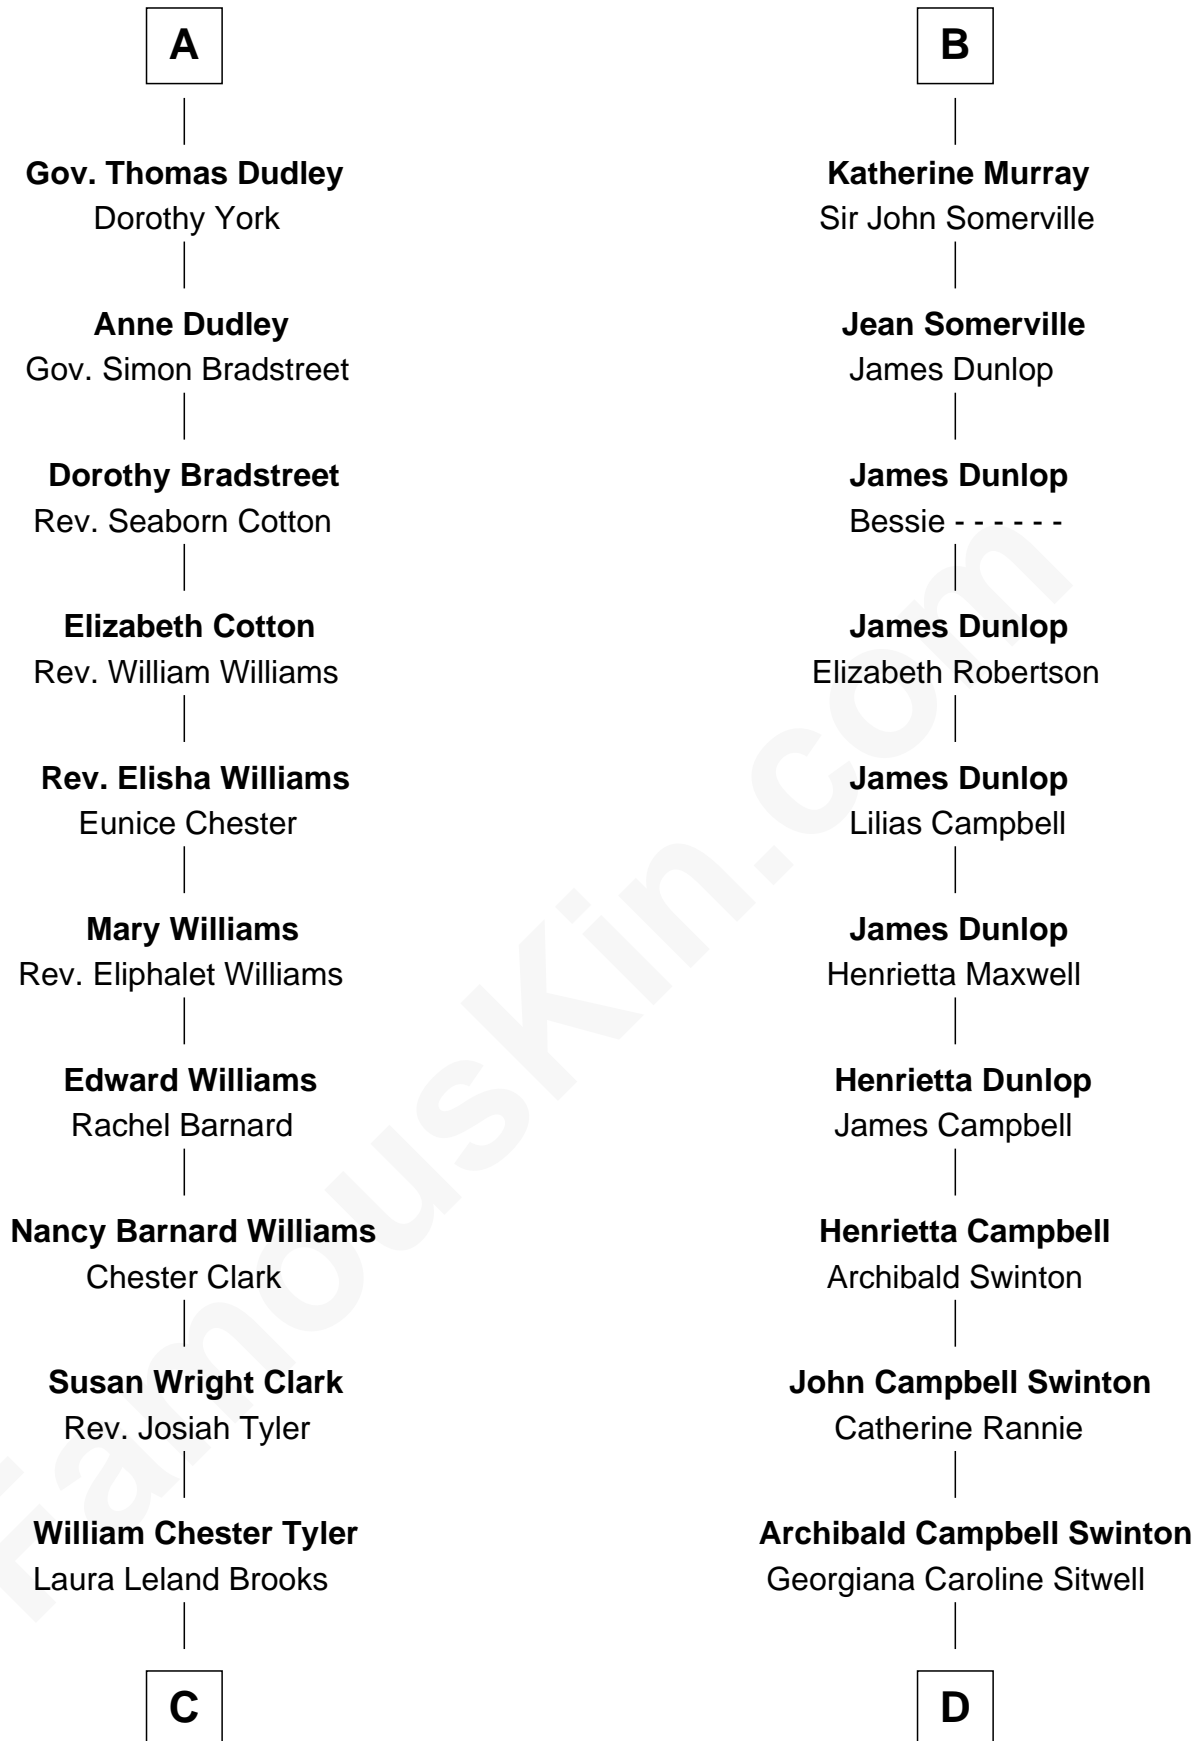 A
Gov. Thomas Dudley
Dorothy York
Anne Dudley
Gov. Simon Bradstreet
Dorothy Bradstreet
Rev. Seaborn Cotton
Elizabeth Cotton
Rev. William Williams
Rev. Elisha Williams
Eunice Chester
Mary Williams
Rev. Eliphalet Williams
Edward Williams
Rachel Barnard
Nancy Barnard Williams
Chester Clark
Susan Wright Clark
Rev. Josiah Tyler
William Chester Tyler
Laura Leland Brooks
C
B
Katherine Murray
Sir John Somerville
Jean Somerville
James Dunlop
James Dunlop
Bessie - - - - - -
James Dunlop
Elizabeth Robertson
James Dunlop
Lilias Campbell
James Dunlop
Henrietta Maxwell
Henrietta Dunlop
James Campbell
Henrietta Campbell
Archibald Swinton
John Campbell Swinton
Catherine Rannie
Archibald Campbell Swinton
Georgiana Caroline Sitwell
D
FamousKin.com